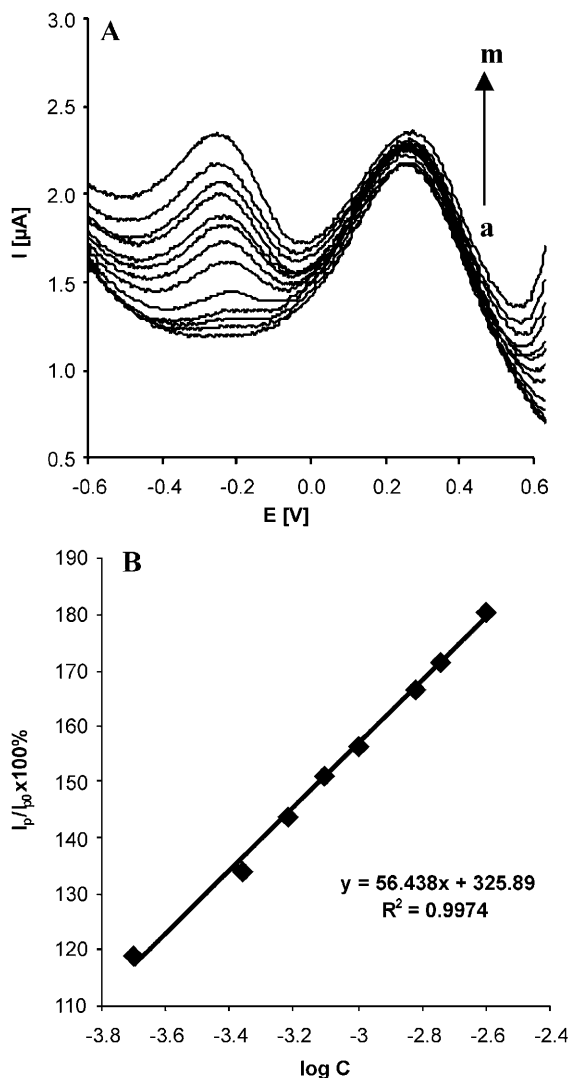 A
3.0
2.5
2.0
1.5
1.0
0.5
I [µA]
m
a
-0.6 -0.4 -0.2 0.0 0.2 0.4 0.6
E [V]
B
190
180
170
160
150
140
130
120
110
Ip/Ip0x100%
y = 56.438x + 325.89
R² = 0.9974
-3.8 -3.6 -3.4 -3.2 -3 -2.8 -2.6 -2.4
log C